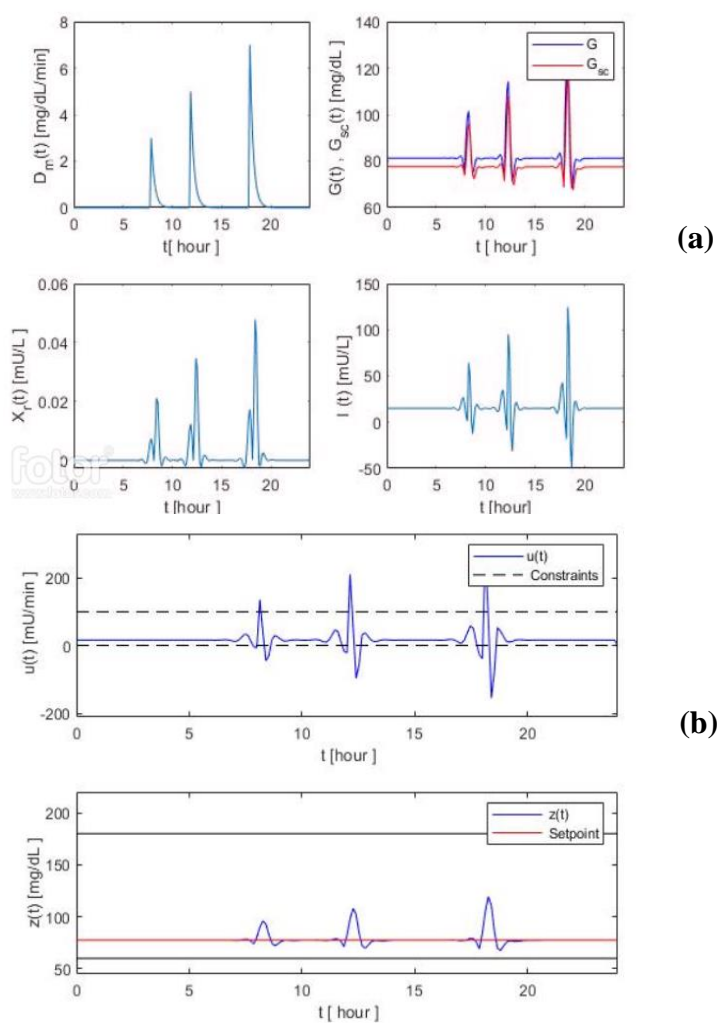 8
6
4
2
0
D_m(t) [mg/dL/min]
0 5 10 15 20
t[ hour ]
140
120
100
80
60
G(t) , G_sc(t) [mg/dL ]
G
G_sc
0 5 10 15 20
t [ hour ]
(a)
0.06
0.04
0.02
0
X_r(t) [mU/L ]
0 5 10 15 20
t [hour ]
fotor
www.fotor.com
150
100
50
0
-50
I (t) [mU/L]
0 5 10 15 20
t [hour]
200
0
-200
u(t) [mU/min]
u(t)
Constraints
0 5 10 15 20
t [hour ]
(b)
200
150
100
50
z(t) [mg/dL ]
z(t)
Setpoint
0 5 10 15 20
t [ hour ]